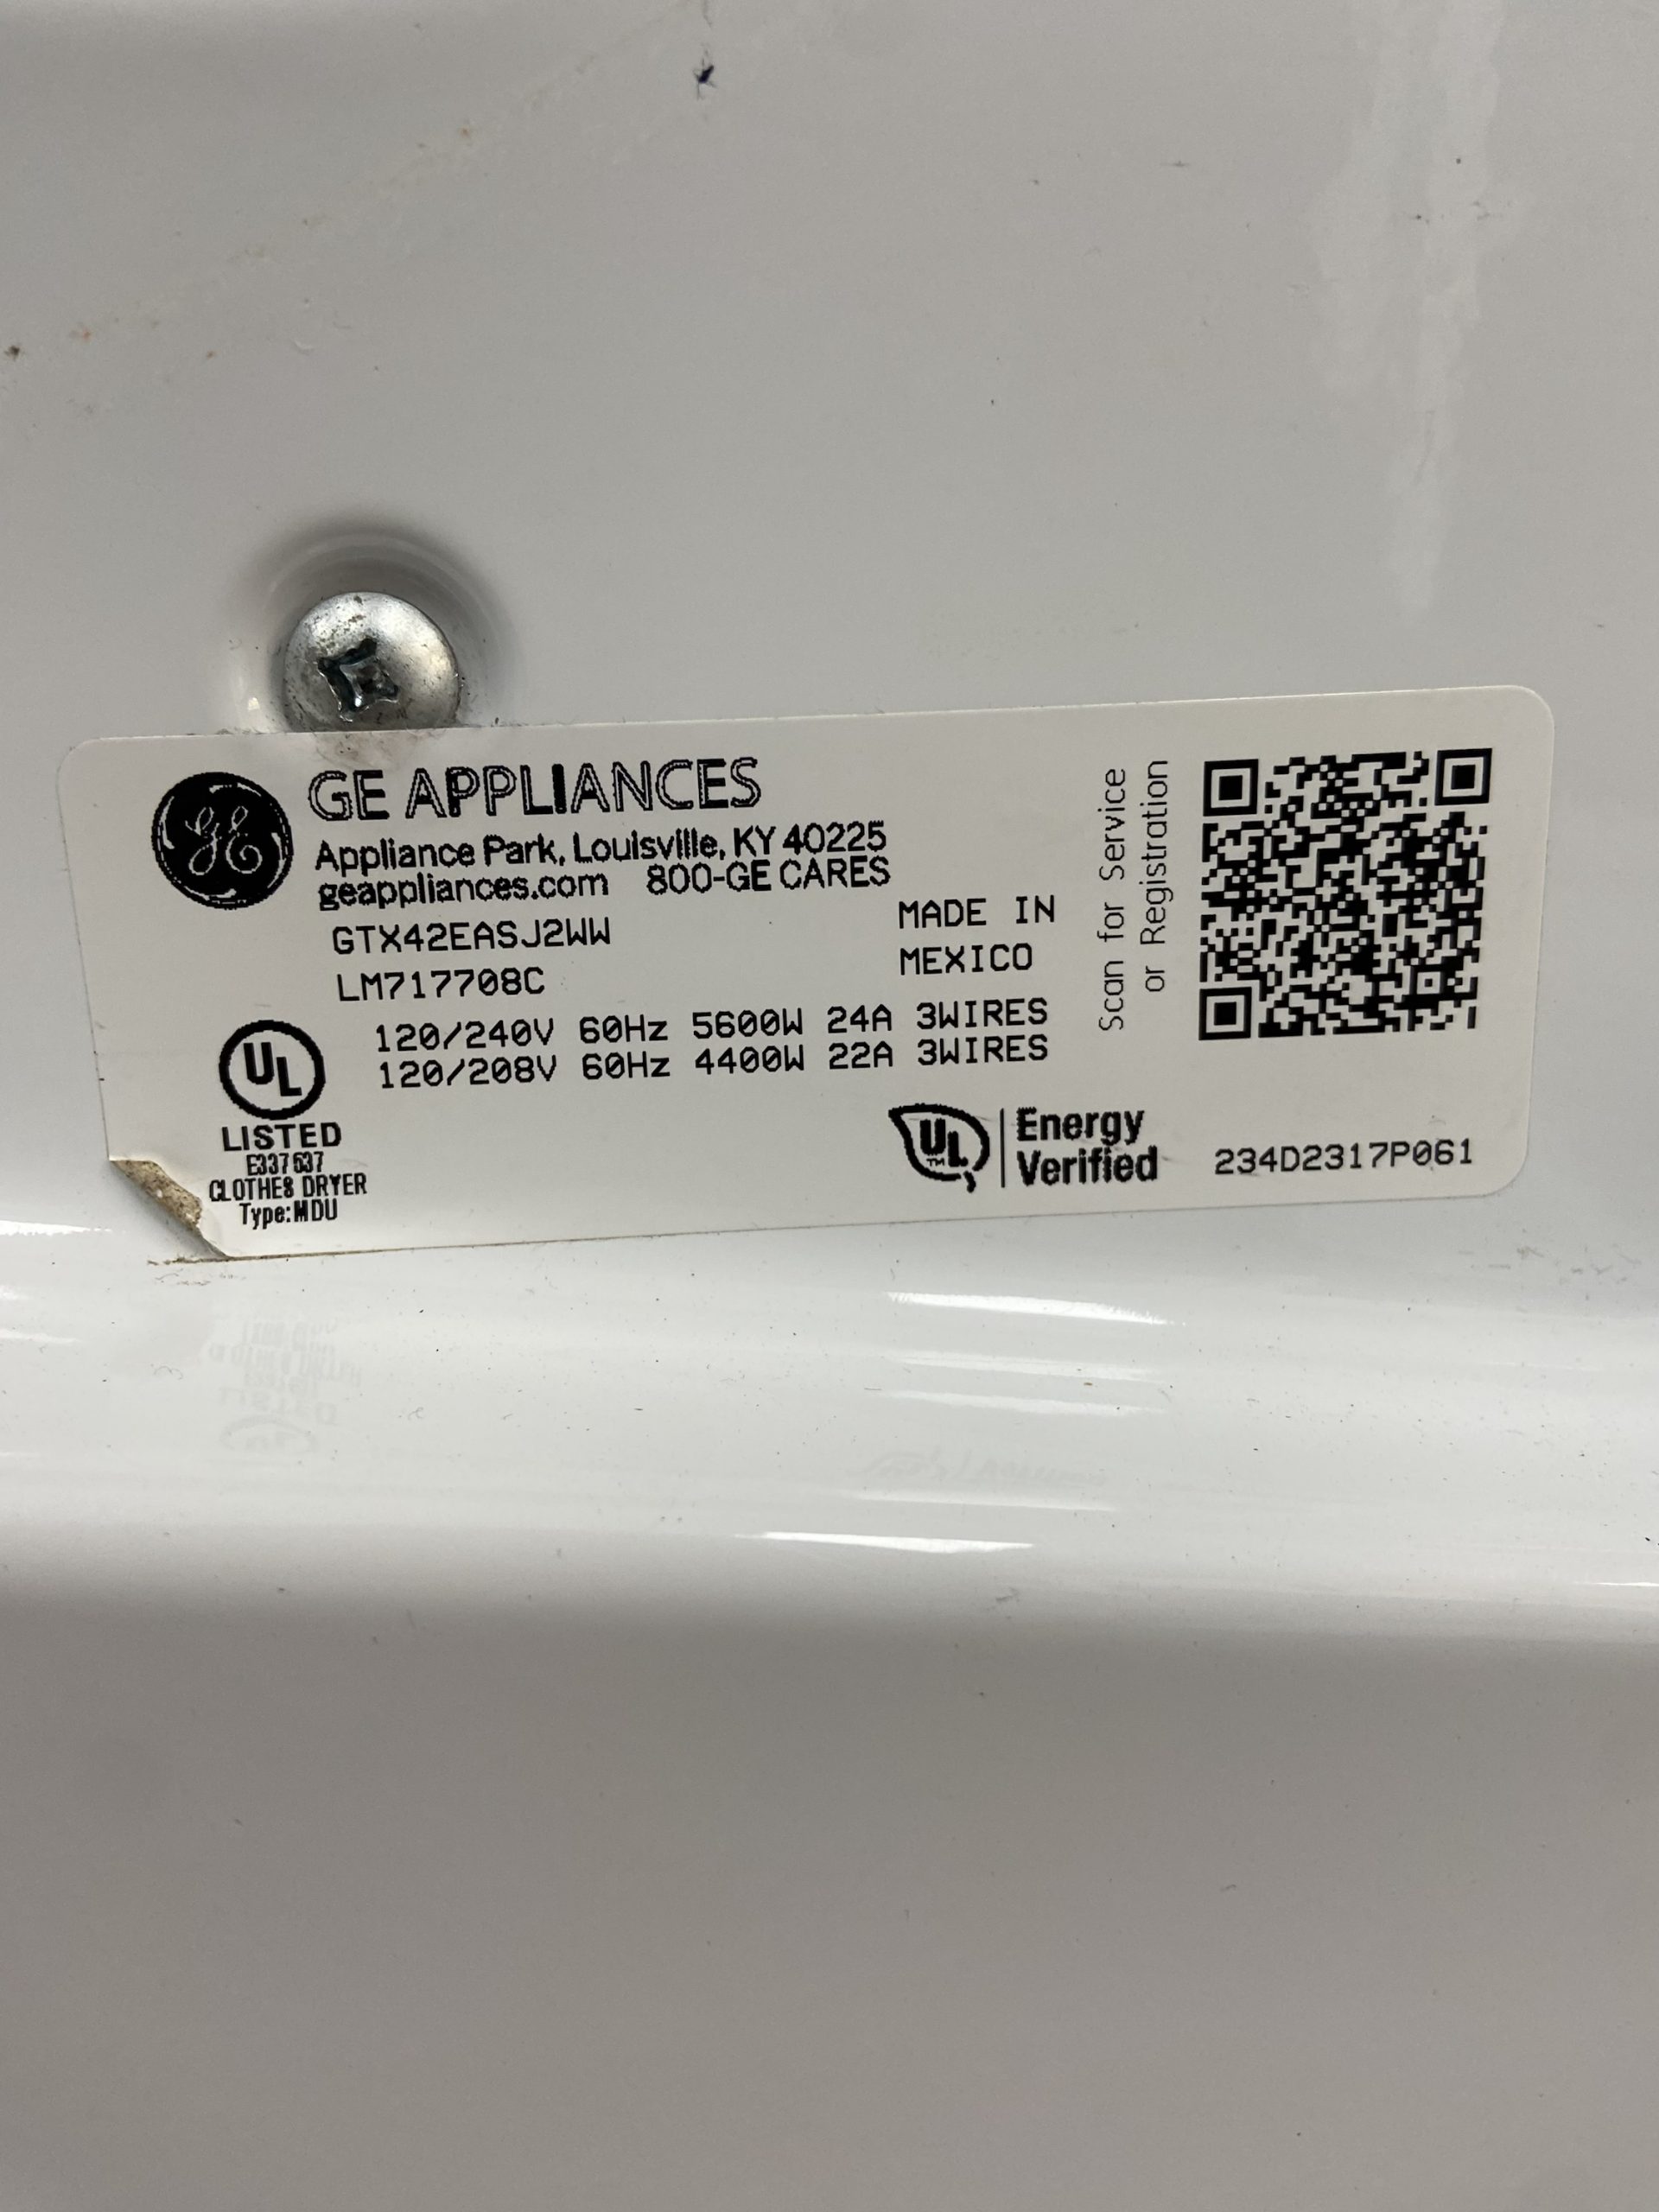 GE
GE APPLIANCES
Appliance Park, Louisville, KY 40225
geappliances.com 800-GE CARES
GTX42EASJ2WW
LM717708C
MADE IN
MEXICO
120/240V 60Hz 5600W 24A 3WIRES
120/208V 60Hz 4400W 22A 3WIRES
UL
LISTED
E337637
CLOTHES DRYER
Type:MDU
UL TM
Energy
Verified
Scan for Service
or Registration
234D2317P061